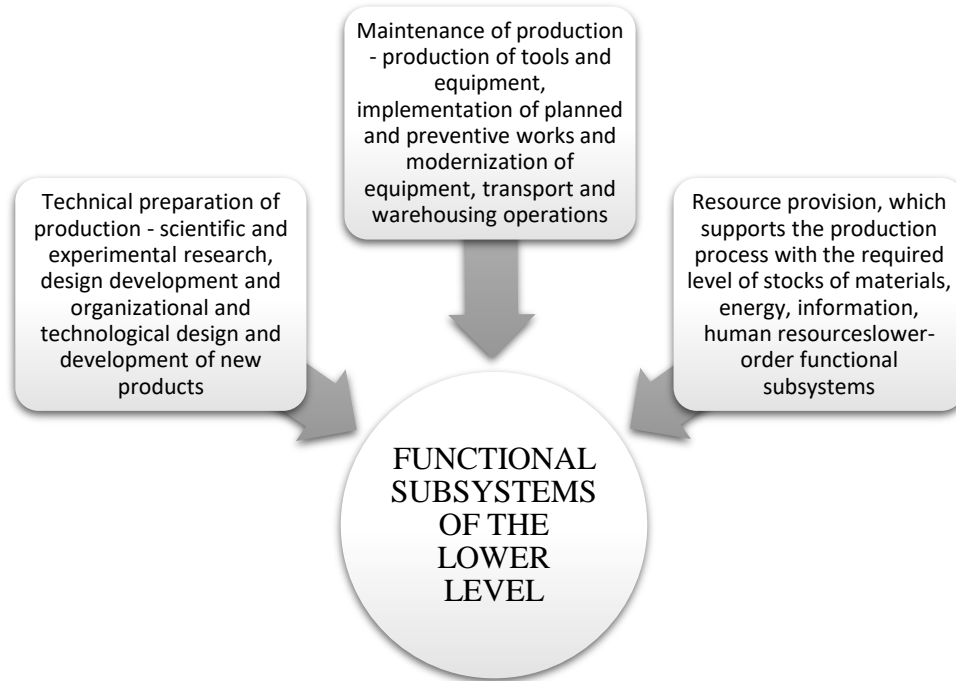 Technical preparation of
production - scientific and
experimental research,
design development and
organizational and
technological design and
development of new
products
Maintenance of production
- production of tools and
equipment,
implementation of planned
and preventive works and
modernization of
equipment, transport and
warehousing operations
Resource provision, which
supports the production
process with the required
level of stocks of materials,
energy, information,
human resourceslower-
order functional
subsystems
FUNCTIONAL
SUBSYSTEMS
OF THE
LOWER
LEVEL